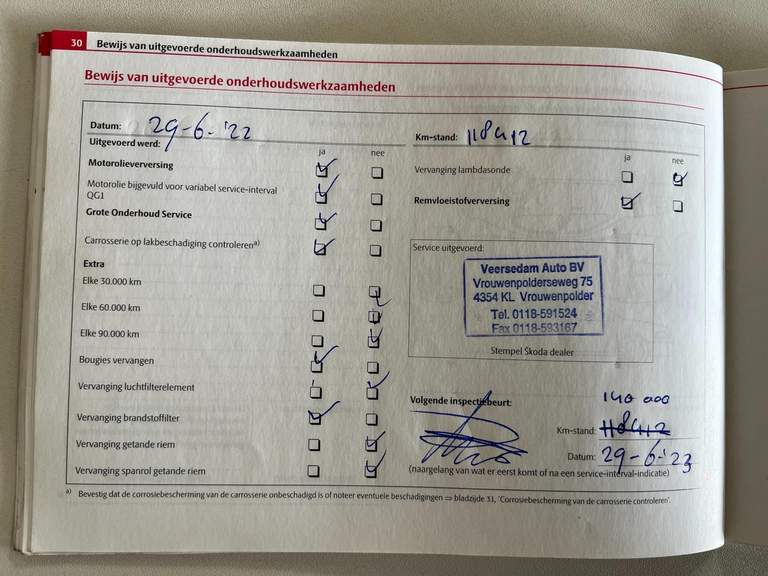 30 Bewijs van uitgevoerde onderhoudswerkzaamheden
Bewijs van uitgevoerde onderhoudswerkzaamheden
Datum: 29-6-'22
Uitgevoerd werd: ja nee
Motorolieverversing
Motorolie bijgevuld voor variabel service-interval
QG1
Grote Onderhoud Service
Carrosserie op lakbeschadiging controleren a)
Extra
Elke 30.000 km
Elke 60.000 km
Elke 90.000 km
Bougies vervangen
Vervanging luchtfilterelement
Vervanging brandstoffilter
Vervanging getande riem
Vervanging spanrol getande riem
Km-stand: 118412
ja nee
Vervanging lambdasonde
Remvloeistofverversing
Service uitgevoerd:
Veersedam Auto BV
Vrouwenpolderseweg 75
4354 KL Vrouwenpolder
Tel. 0118-591524
Fax 0118-593167
Stempel Škoda dealer
Volgende inspectiebeurt:
140 000
Km-stand: 118412
Datum: 29-6-'23
(naargelang van wat er eerst komt of na een service-interval-indicatie)
a) Bevestig dat de corrosiebescherming van de carrosserie onbeschadigd is of noteer eventuele beschadigingen ⇒ bladzijde 31, 'Corrosiebescherming van de carrosserie controleren'.